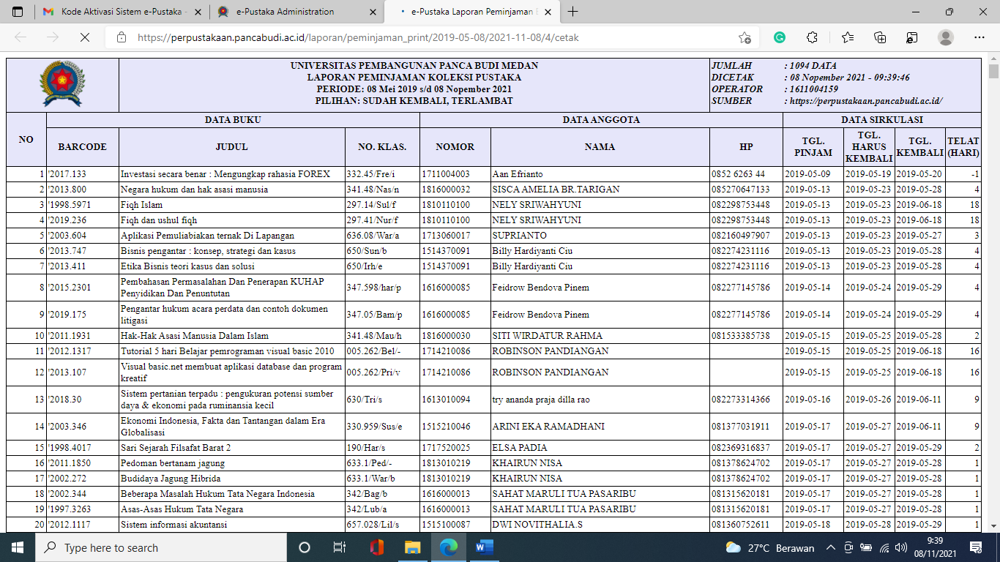 Kode Aktivasi Sistem e-Pustaka -
e-Pustaka Administration
e-Pustaka Laporan Peminjaman
https://perpustakaan.pancabudi.ac.id/laporan/peminjaman_print/2019-05-08/2021-11-08/4/cetak
UNIVERSITAS PEMBANGUNAN PANCA BUDI MEDAN
LAPORAN PEMINJAMAN KOLEKSI PUSTAKA
PERIODE: 08 Mei 2019 s/d 08 Nopember 2021
PILIHAN: SUDAH KEMBALI, TERLAMBAT
JUMLAH : 1094 DATA
DICETAK : 08 Nopember 2021 - 09:39:46
OPERATOR : 1611004159
SUMBER : https://perpustakaan.pancabudi.ac.id/
NO DATA BUKU DATA ANGGOTA DATA SIRKULASI
BARCODE JUDUL NO. KLAS. NOMOR NAMA HP TGL. PINJAM TGL. HARUS KEMBALI TGL. KEMBALI TELAT (HARI)
1 '2017.133 Investasi secara benar : Mengungkap rahasia FOREX 332.45/Fre/i 1711004003 Aan Efrianto 0852 6263 44 2019-05-09 2019-05-19 2019-05-20 -1
2 '2013.800 Negara hukum dan hak asasi manusia 341.48/Nas/n 1816000032 SISCA AMELIA BR.TARIGAN 085270647133 2019-05-13 2019-05-23 2019-05-28 4
3 '1998.5971 Fiqh Islam 297.14/Sul/f 1810110100 NELY SRIWAHYUNI 082298753448 2019-05-13 2019-05-23 2019-06-18 18
4 '2019.236 Fiqh dan ushul fiqh 297.41/Nur/f 1810110100 NELY SRIWAHYUNI 082298753448 2019-05-13 2019-05-23 2019-06-18 18
5 '2003.604 Aplikasi Pemuliabiakan ternak Di Lapangan 636.08/War/a 1713060017 SUPRIANTO 082160497907 2019-05-13 2019-05-23 2019-05-27 3
6 '2013.747 Bisnis pengantar : konsep, strategi dan kasus 650/Sun/b 1514370091 Billy Hardiyanti Ciu 082274231116 2019-05-13 2019-05-23 2019-05-28 4
7 '2013.411 Etika Bisnis teori kasus dan solusi 650/Irh/e 1514370091 Billy Hardiyanti Ciu 082274231116 2019-05-13 2019-05-23 2019-05-28 4
8 '2015.2301 Pembahasan Permasalahan Dan Penerapan KUHAP Penyidikan Dan Penuntutan 347.598/har/p 1616000085 Feidrow Bendova Pinem 082277145786 2019-05-14 2019-05-24 2019-05-29 4
9 '2019.175 Pengantar hukum acara perdata dan contoh dokumen litigasi 347.05/Bam/p 1616000085 Feidrow Bendova Pinem 082277145786 2019-05-14 2019-05-24 2019-05-29 4
10 '2011.1931 Hak-Hak Asasi Manusia Dalam Islam 341.48/Mau/h 1816000030 SITI WIRDATUR RAHMA 081533385738 2019-05-15 2019-05-25 2019-05-28 2
11 '2012.1317 Tutorial 5 hari Belajar pemrograman visual basic 2010 005.262/Bel/- 1714210086 ROBINSON PANDIANGAN 2019-05-15 2019-05-25 2019-06-18 16
12 '2013.107 Visual basic.net membuat aplikasi database dan program kreatif 005.262/Pri/v 1714210086 ROBINSON PANDIANGAN 2019-05-15 2019-05-25 2019-06-18 16
13 '2018.30 Sistem pertanian terpadu : pengukuran potensi sumber daya & ekonomi pada ruminansia kecil 630/Tri/s 1613010094 try ananda praja dilla rao 082273314366 2019-05-16 2019-05-26 2019-06-11 9
14 '2003.346 Ekonomi Indonesia, Fakta dan Tantangan dalam Era Globalisasi 330.959/Sus/e 1515210046 ARINI EKA RAMADHANI 081377031911 2019-05-17 2019-05-27 2019-06-11 9
15 '1998.4017 Sari Sejarah Filsafat Barat 2 190/Har/s 1717520025 ELSA PADIA 082369316837 2019-05-17 2019-05-27 2019-05-29 2
16 '2011.1850 Pedoman bertanam jagung 633.1/Ped/- 1813010219 KHAIRUN NISA 081378624702 2019-05-17 2019-05-27 2019-05-28 1
17 '2002.272 Budidaya Jagung Hibrida 633.1/War/b 1813010219 KHAIRUN NISA 081378624702 2019-05-17 2019-05-27 2019-05-28 1
18 '2002.344 Beberapa Masalah Hukum Tata Negara Indonesia 342/Bag/b 1616000013 SAHAT MARULI TUA PASARIBU 081315620181 2019-05-17 2019-05-27 2019-05-28 1
19 '1997.3263 Asas-Asas Hukum Tata Negara 342/Lub/a 1616000013 SAHAT MARULI TUA PASARIBU 081315620181 2019-05-17 2019-05-27 2019-05-28 1
20 '2012.1117 Sistem informasi akuntansi 657.028/Lil/s 1515100087 DWI NOVITHALIA.S 081360752611 2019-05-18 2019-05-28 2019-05-29 1
Type here to search
27°C Berawan
9:39
08/11/2021